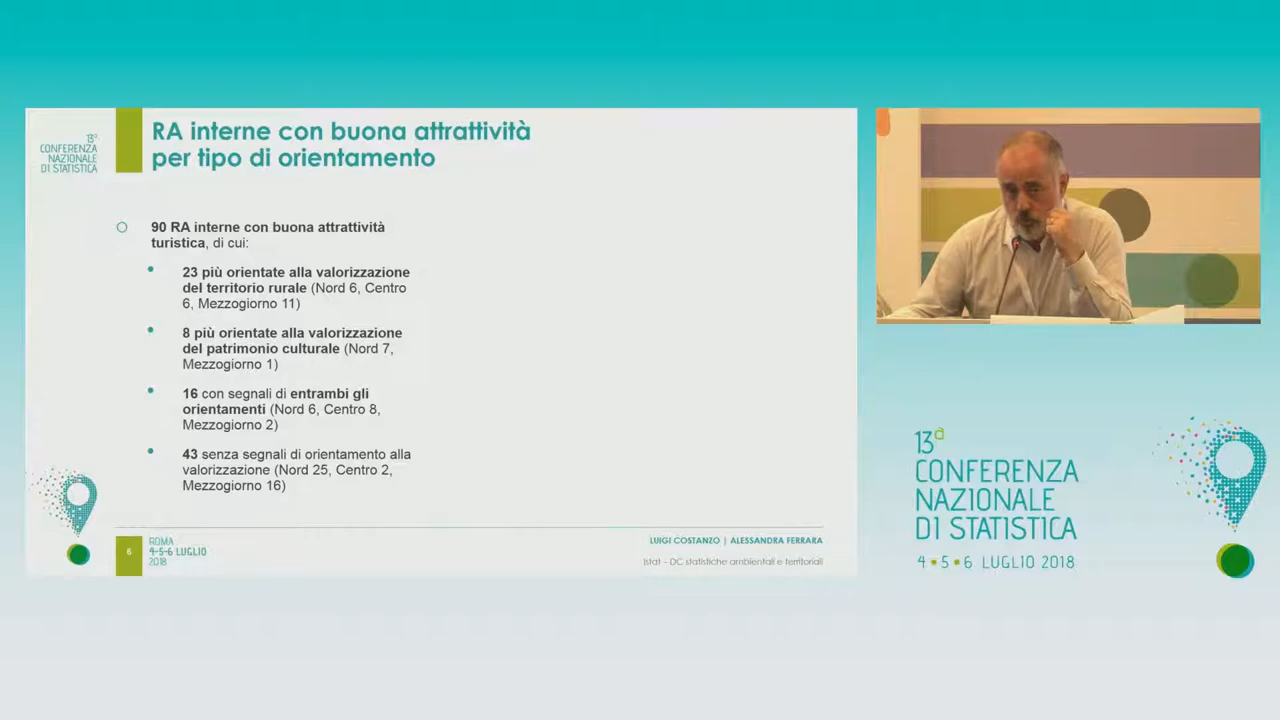 13ª
CONFERENZA
NAZIONALE
DI STATISTICA
RA interne con buona attrattività
per tipo di orientamento
90 RA interne con buona attrattività
turistica, di cui:
23 più orientate alla valorizzazione
del territorio rurale (Nord 6, Centro
6, Mezzogiorno 11)
8 più orientate alla valorizzazione
del patrimonio culturale (Nord 7,
Mezzogiorno 1)
16 con segnali di entrambi gli
orientamenti (Nord 6, Centro 8,
Mezzogiorno 2)
43 senza segnali di orientamento alla
valorizzazione (Nord 25, Centro 2,
Mezzogiorno 16)
6
ROMA
4-5-6 LUGLIO
2018
LUIGI COSTANZO | ALESSANDRA FERRARA
Istat – DC statistiche ambientali e territoriali
13ª
CONFERENZA
NAZIONALE
DI STATISTICA
4 • 5 • 6 LUGLIO 2018